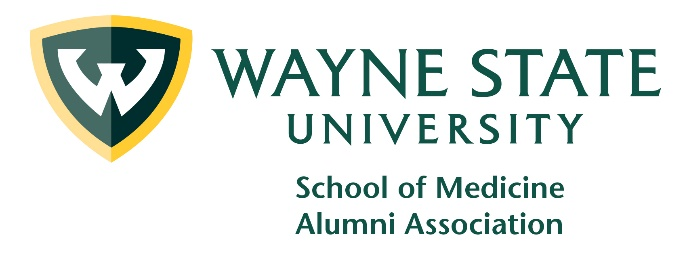 W
WAYNE STATE
UNIVERSITY
School of Medicine
Alumni Association